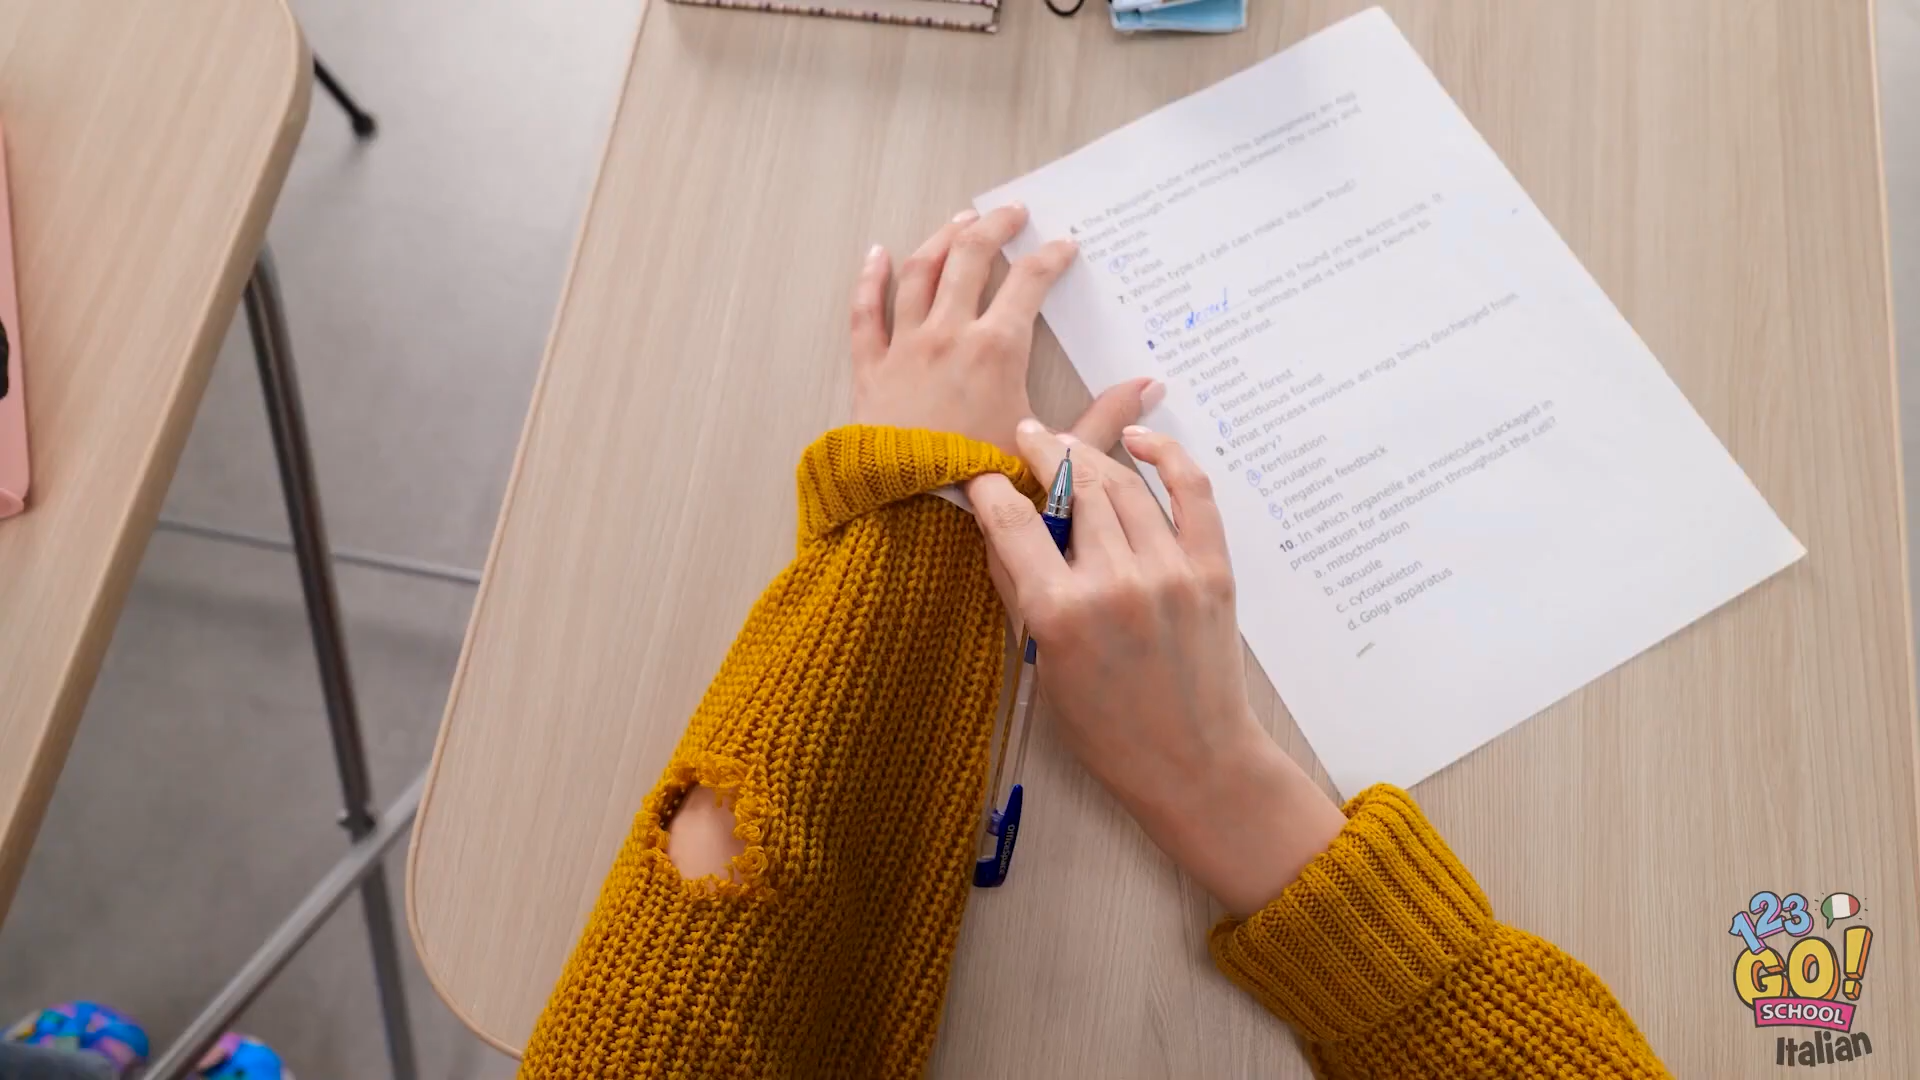 6. The Fallopian tube refers to the passageway an egg
travels through when moving between the ovary and
the uterus.
a. True
b. False
7. Which type of cell can make its own food?
a. animal
b. plant
8. The desert biome is found in the Arctic circle. It
has few plants or animals and is the only biome to
contain permafrost.
a. tundra
b. desert
c. boreal forest
d. deciduous forest
9. What process involves an egg being discharged from
an ovary?
a. fertilization
b. ovulation
c. negative feedback
d. freedom
10. In which organelle are molecules packaged in
preparation for distribution throughout the cell?
a. mitochondrion
b. vacuole
c. cytoskeleton
d. Golgi apparatus
OfficeSpace
123
GO!
SCHOOL
Italian